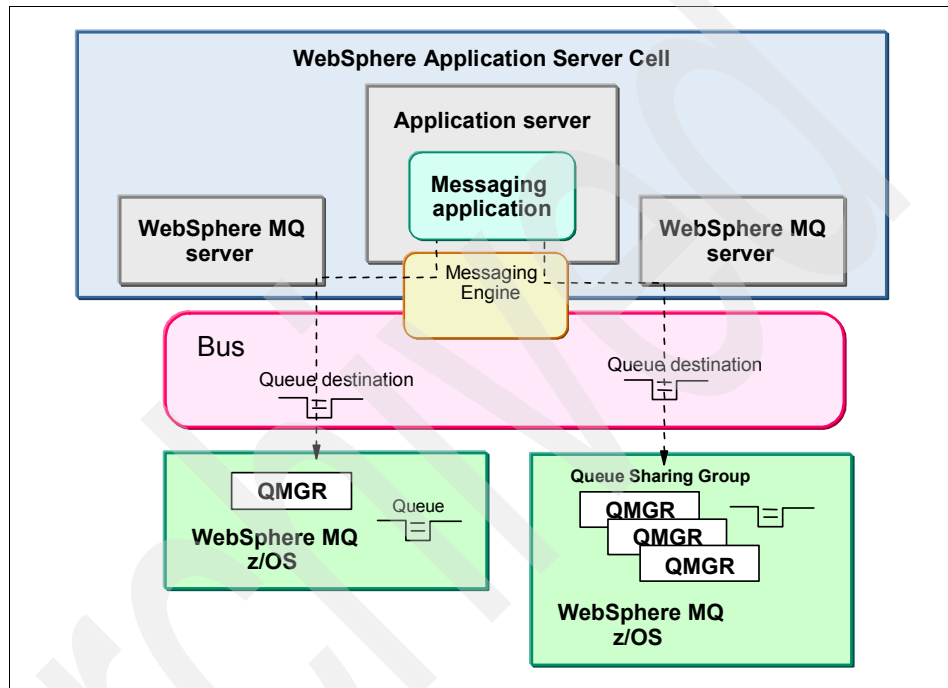 WebSphere Application Server Cell
Application server
Messaging
application
WebSphere MQ
server
WebSphere MQ
server
Messaging
Engine
Bus
Queue destination
Queue destination
QMGR
Queue
WebSphere MQ
z/OS
Queue Sharing Group
QMGR
QMGR
QMGR
WebSphere MQ
z/OS
rchived